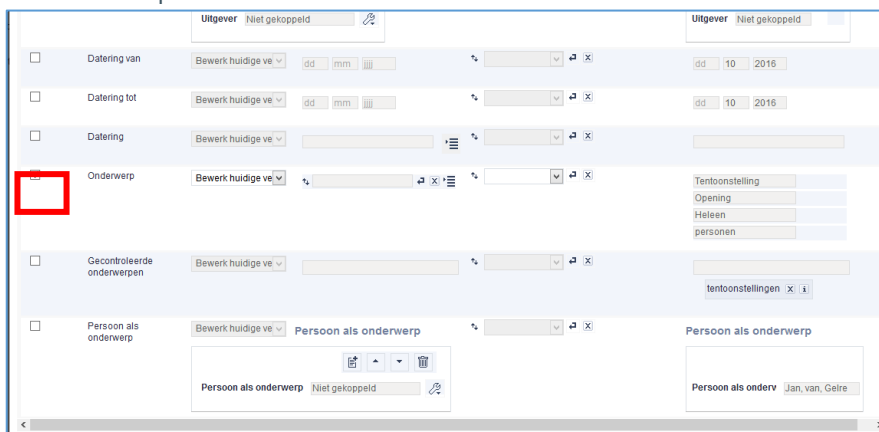 Uitgever Niet gekoppeld Uitgever Niet gekoppeld
Datering van Bewerk huidige ve dd mm jjjj dd 10 2016
Datering tot Bewerk huidige ve dd mm jjjj dd 10 2016
Datering Bewerk huidige ve
Onderwerp Bewerk huidige ve Tentoonstelling
Opening
Heleen
personen
Gecontroleerde onderwerpen Bewerk huidige ve
tentoonstellingen X i
Persoon als onderwerp Bewerk huidige ve Persoon als onderwerp Persoon als onderwerp
Persoon als onderwerp Niet gekoppeld Persoon als onderv Jan, van, Gelre